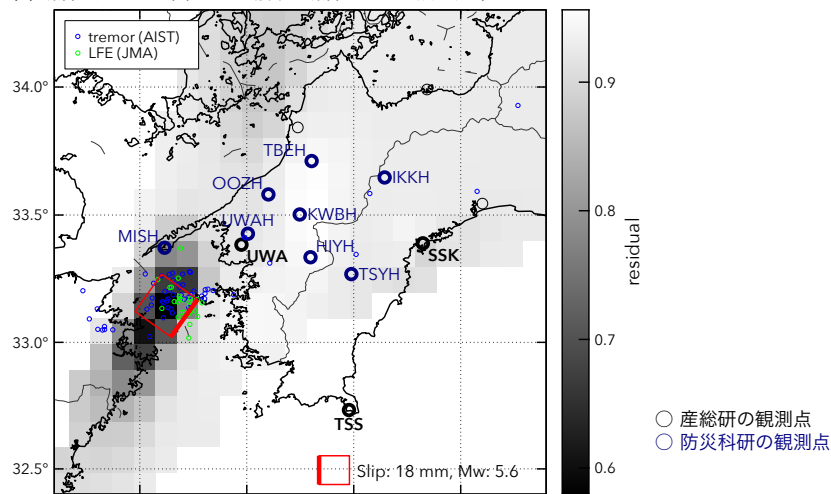 tremor (AIST)
LFE (JMA)
34.0°
33.5°
33.0°
32.5°
TBEH
IKKH
OOZH
KWBH
UWAH
MISH
UWA
HIYH
SSK
TSYH
TSS
Slip: 18 mm, Mw: 5.6
0.9
0.8
0.7
0.6
residual
○ 産総研の観測点
○ 防災科研の観測点